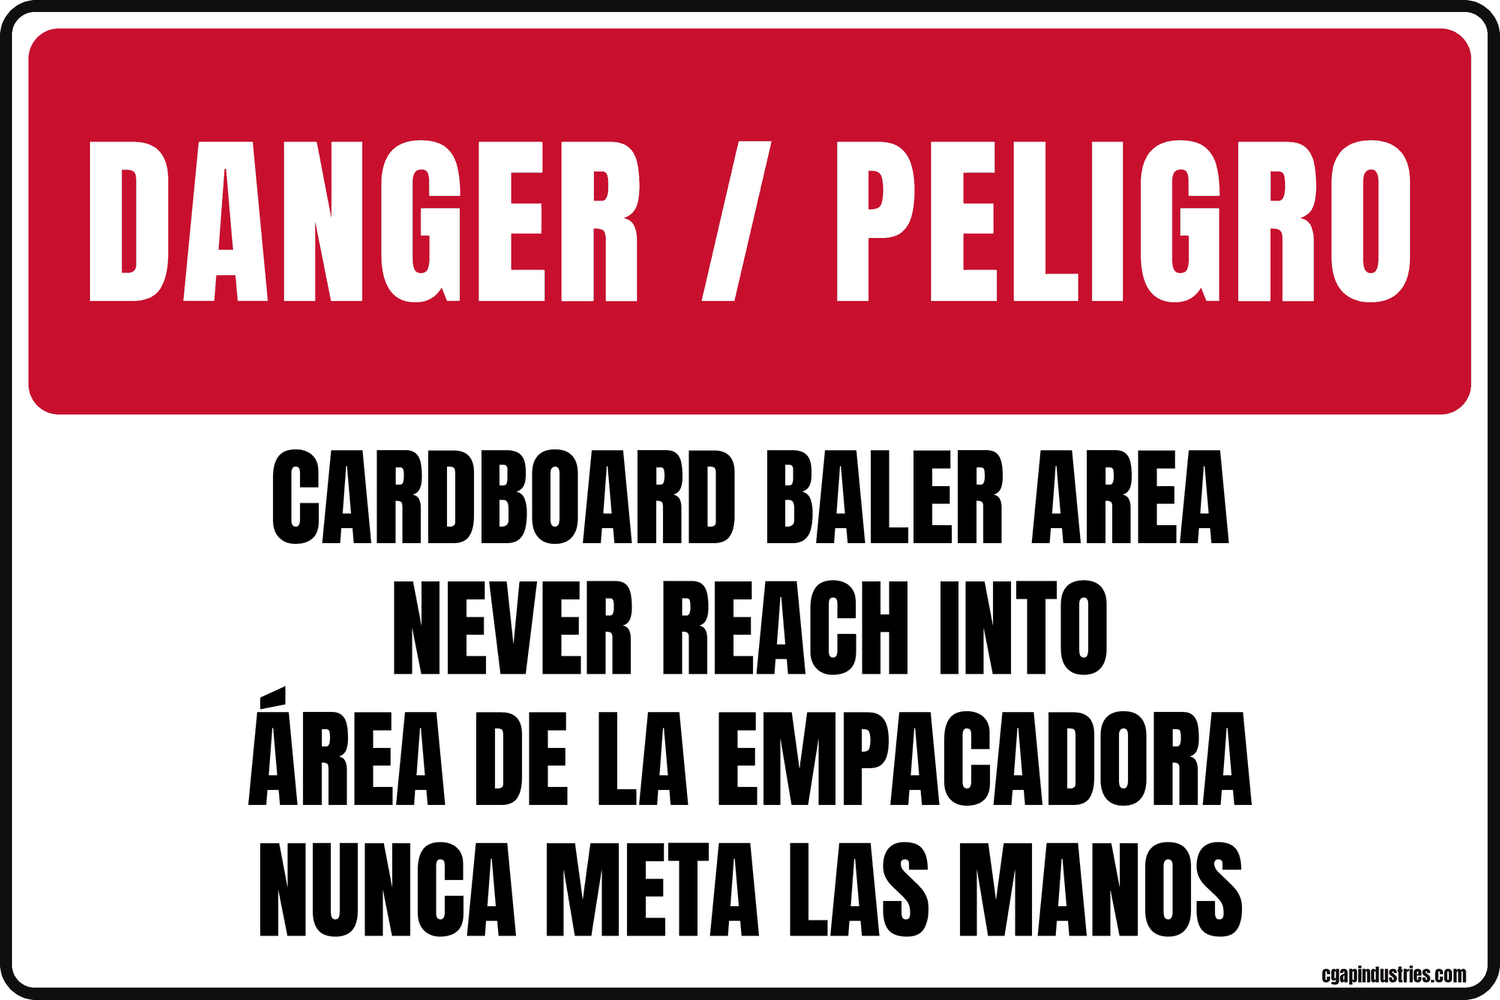 DANGER / PELIGRO
CARDBOARD BALER AREA
NEVER REACH INTO
ÁREA DE LA EMPACADORA
NUNCA META LAS MANOS
cgapindustries.com